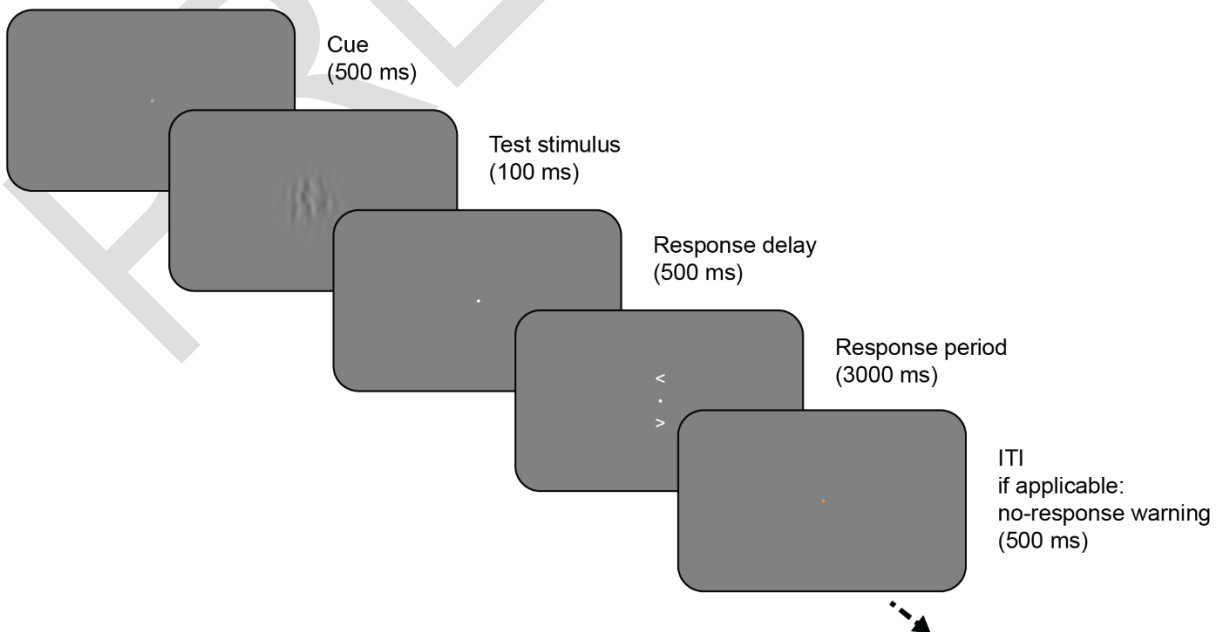 Cue
(500 ms)
Test stimulus
(100 ms)
Response delay
(500 ms)
<
>
Response period
(3000 ms)
ITI
if applicable:
no-response warning
(500 ms)